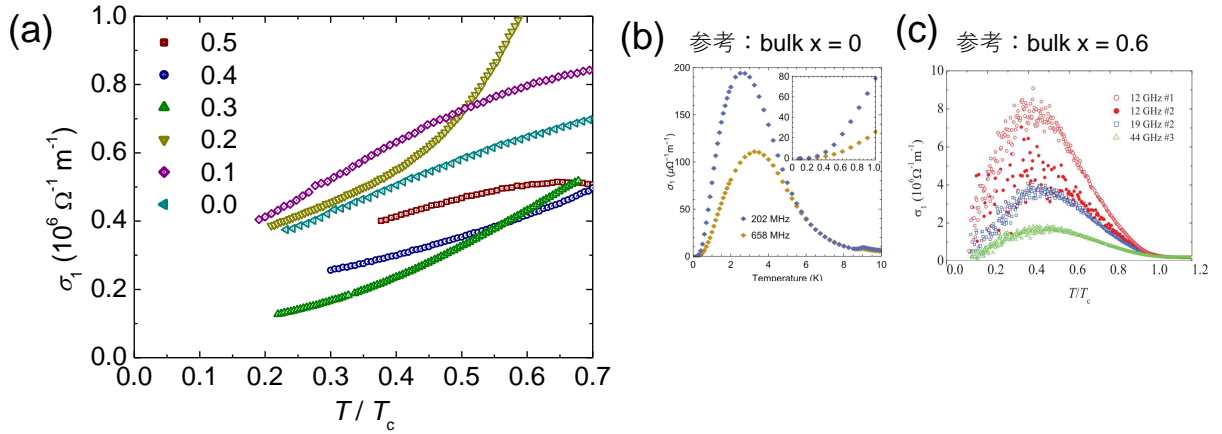 (a)
1.0
0.8
0.6
0.4
0.2
0.0
σ1 (10^6 Ω^-1 m^-1)
0.5
0.4
0.3
0.2
0.1
0.0
0.0 0.1 0.2 0.3 0.4 0.5 0.6 0.7
T / Tc
(b) 参考：bulk x = 0
200
150
100
50
0
σ1 (μΩ^-1m^-1)
80
60
40
20
0
0 0.2 0.4 0.6 0.8 1.0
202 MHz
658 MHz
0 2 4 6 8 10
Temperature (K)
(c) 参考：bulk x = 0.6
10
8
6
4
2
0
σ1 (10^6 Ω^-1m^-1)
12 GHz #1
12 GHz #2
19 GHz #2
44 GHz #3
0.0 0.2 0.4 0.6 0.8 1.0 1.2
T/Tc